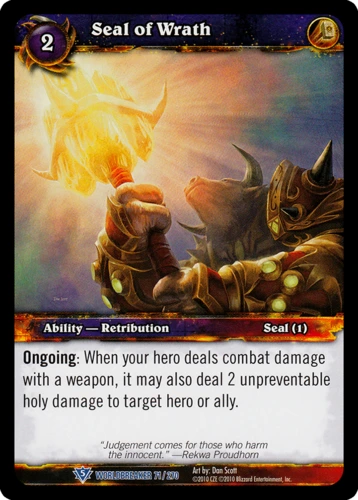 2
Seal of Wrath
Ability — Retribution
Seal (1)
Ongoing: When your hero deals combat damage
with a weapon, it may also deal 2 unpreventable
holy damage to target hero or ally.
"Judgement comes for those who harm
the innocent." —Rekwa Proudhorn
5 WORLDBREAKER 71/270
Art by: Dan Scott
©2010 CZE ©2010 Blizzard Entertainment, Inc.